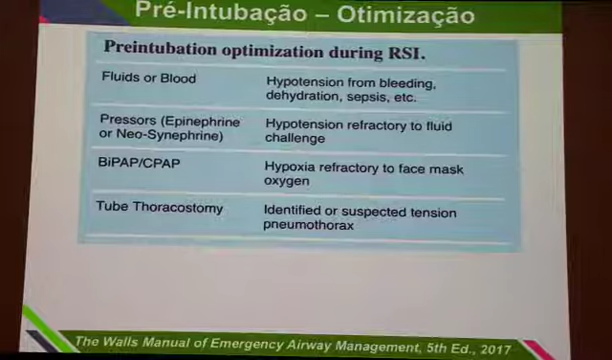 Pré-Intubação – Otimização
Preintubation optimization during RSI.
Fluids or Blood
Hypotension from bleeding,
dehydration, sepsis, etc.
Pressors (Epinephrine
or Neo-Synephrine)
Hypotension refractory to fluid
challenge
BiPAP/CPAP
Hypoxia refractory to face mask
oxygen
Tube Thoracostomy
Identified or suspected tension
pneumothorax
The Walls Manual of Emergency Airway Management, 5th Ed., 2017